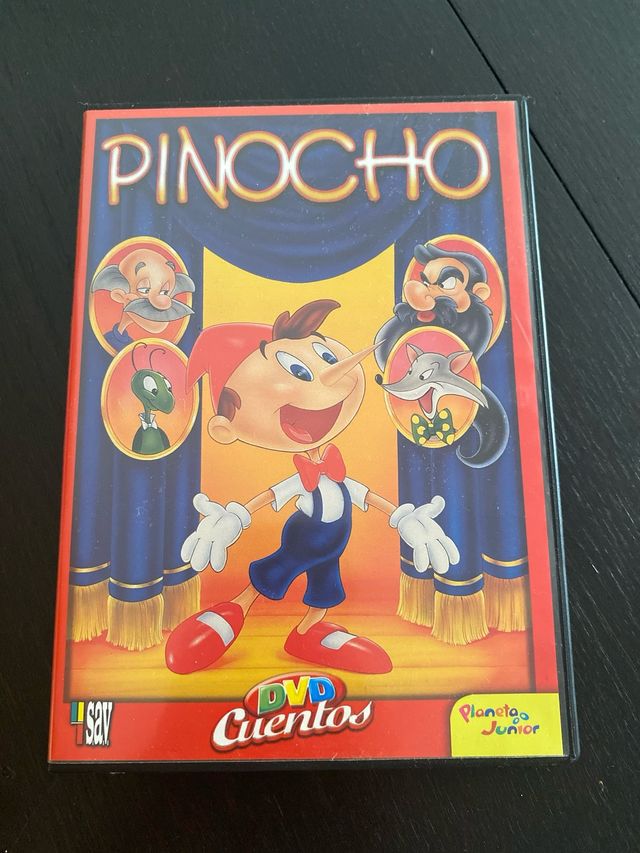 PINOCHO
DVD
Cuentos
s.a.v.
Planeta
Junior